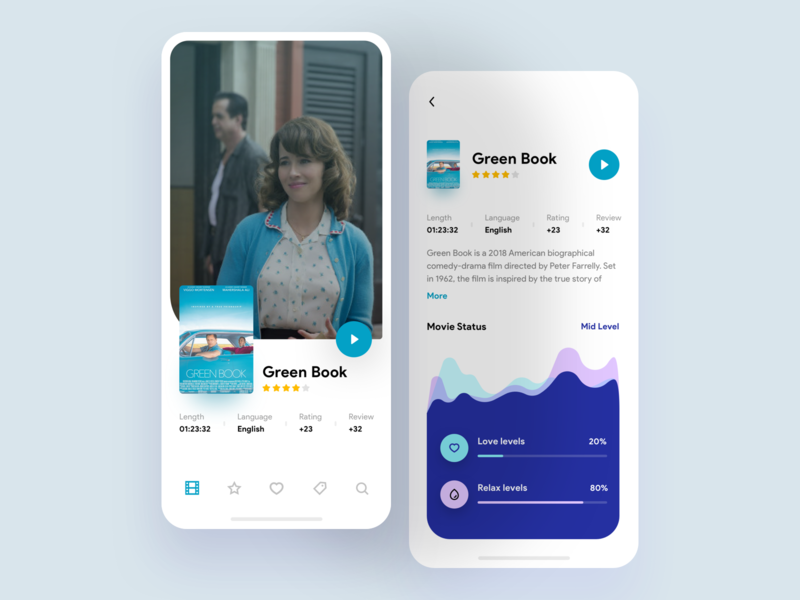 GREEN BOOK
Green Book
Length Language Rating Review
01:23:32 English +23 +32
Green Book
Length Language Rating Review
01:23:32 English +23 +32
Green Book is a 2018 American biographical
comedy-drama film directed by Peter Farrelly. Set
in 1962, the film is inspired by the true story of
More
Movie Status Mid Level
Love levels 20%
Relax levels 80%